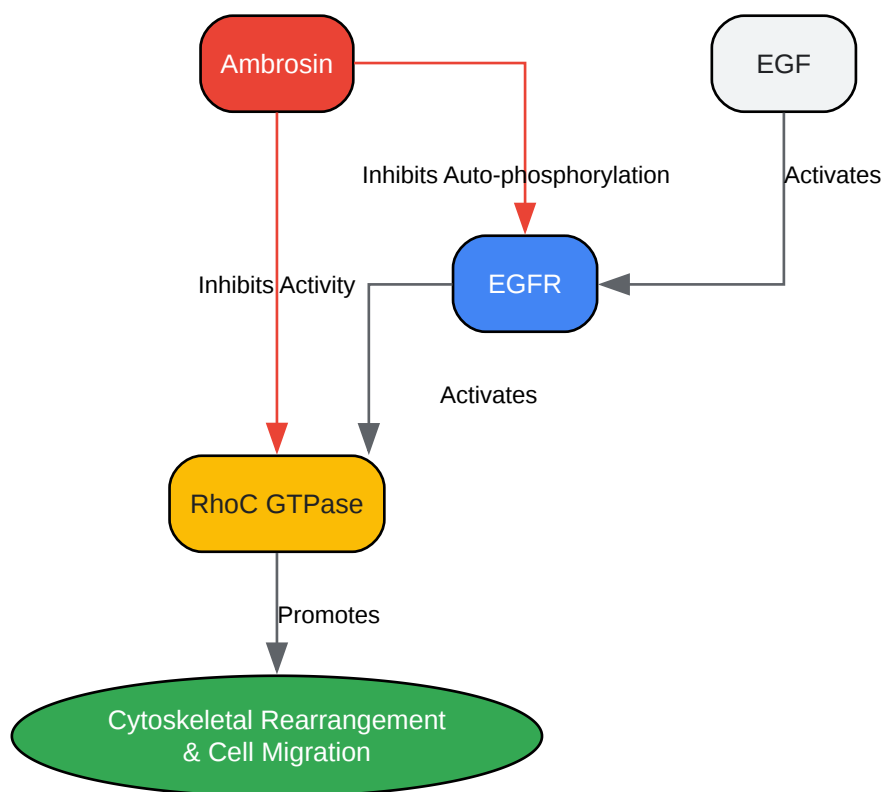 Ambrosin
EGF
Inhibits Auto-phosphorylation
Activates
EGFR
Inhibits Activity
Activates
RhoC GTPase
Promotes
Cytoskeletal Rearrangement
& Cell Migration